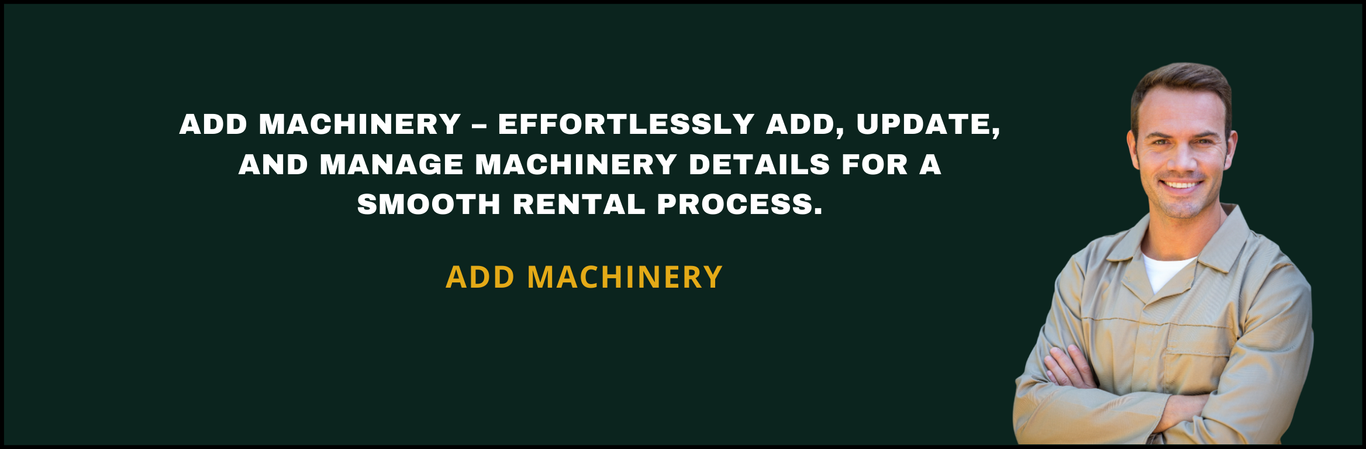 ADD MACHINERY – EFFORTLESSLY ADD, UPDATE,
AND MANAGE MACHINERY DETAILS FOR A
SMOOTH RENTAL PROCESS.
ADD MACHINERY